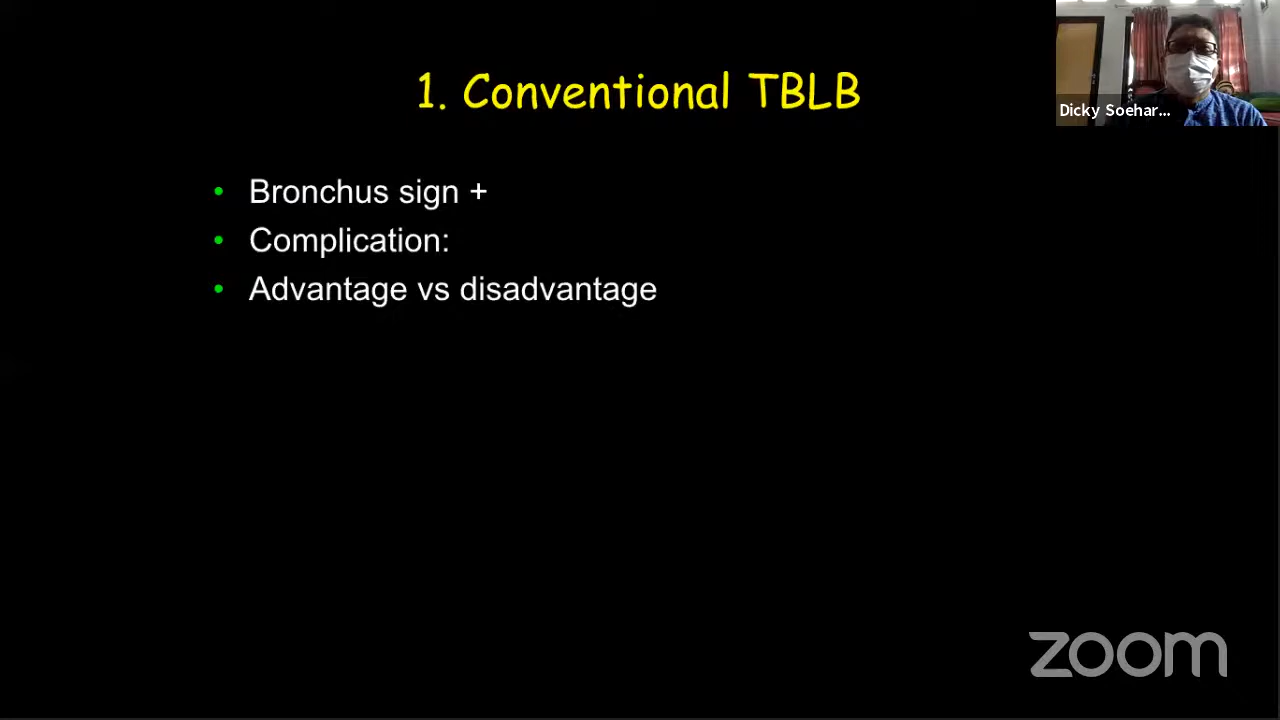 1. Conventional TBLB
Dicky Soehar...
• Bronchus sign +
• Complication:
• Advantage vs disadvantage
zoom